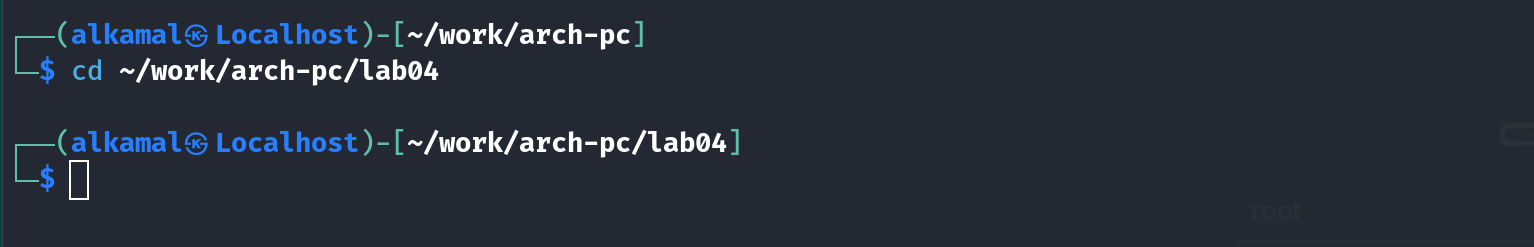 ┌──(alkamal㉿Localhost)-[~/work/arch-pc]
└─$ cd ~/work/arch-pc/lab04
┌──(alkamal㉿Localhost)-[~/work/arch-pc/lab04]
└─$
root